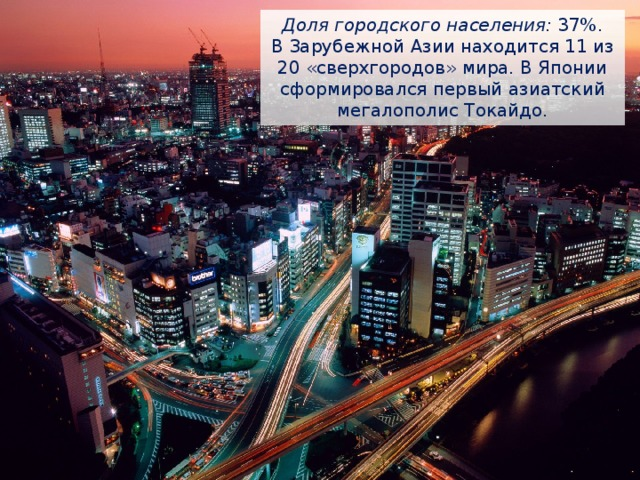 Доля городского населения: 37%.
В Зарубежной Азии находится 11 из
20 «сверхгородов» мира. В Японии
сформировался первый азиатский
мегалополис Токайдо.
brother